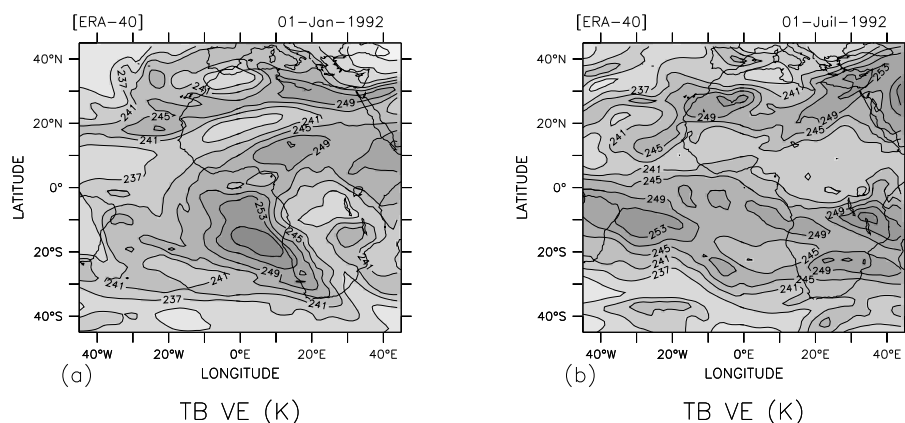 [ERA-40] 01-Jan-1992
40°N
20°N
0°
20°S
40°S
LATITUDE
237
241
245
241
237
241
249
241
245
249
253
245
249
241
241
237
241
241
40°W 20°W 0°E 20°E 40°E
LONGITUDE
(a)
TB VE (K)
[ERA-40] 01-Juil-1992
40°N
20°N
0°
20°S
40°S
LATITUDE
237
241
253
249
241
249
245
245
241
245
249
249
253
245
241
237
245
249
245
241
40°W 20°W 0°E 20°E 40°E
LONGITUDE
(b)
TB VE (K)